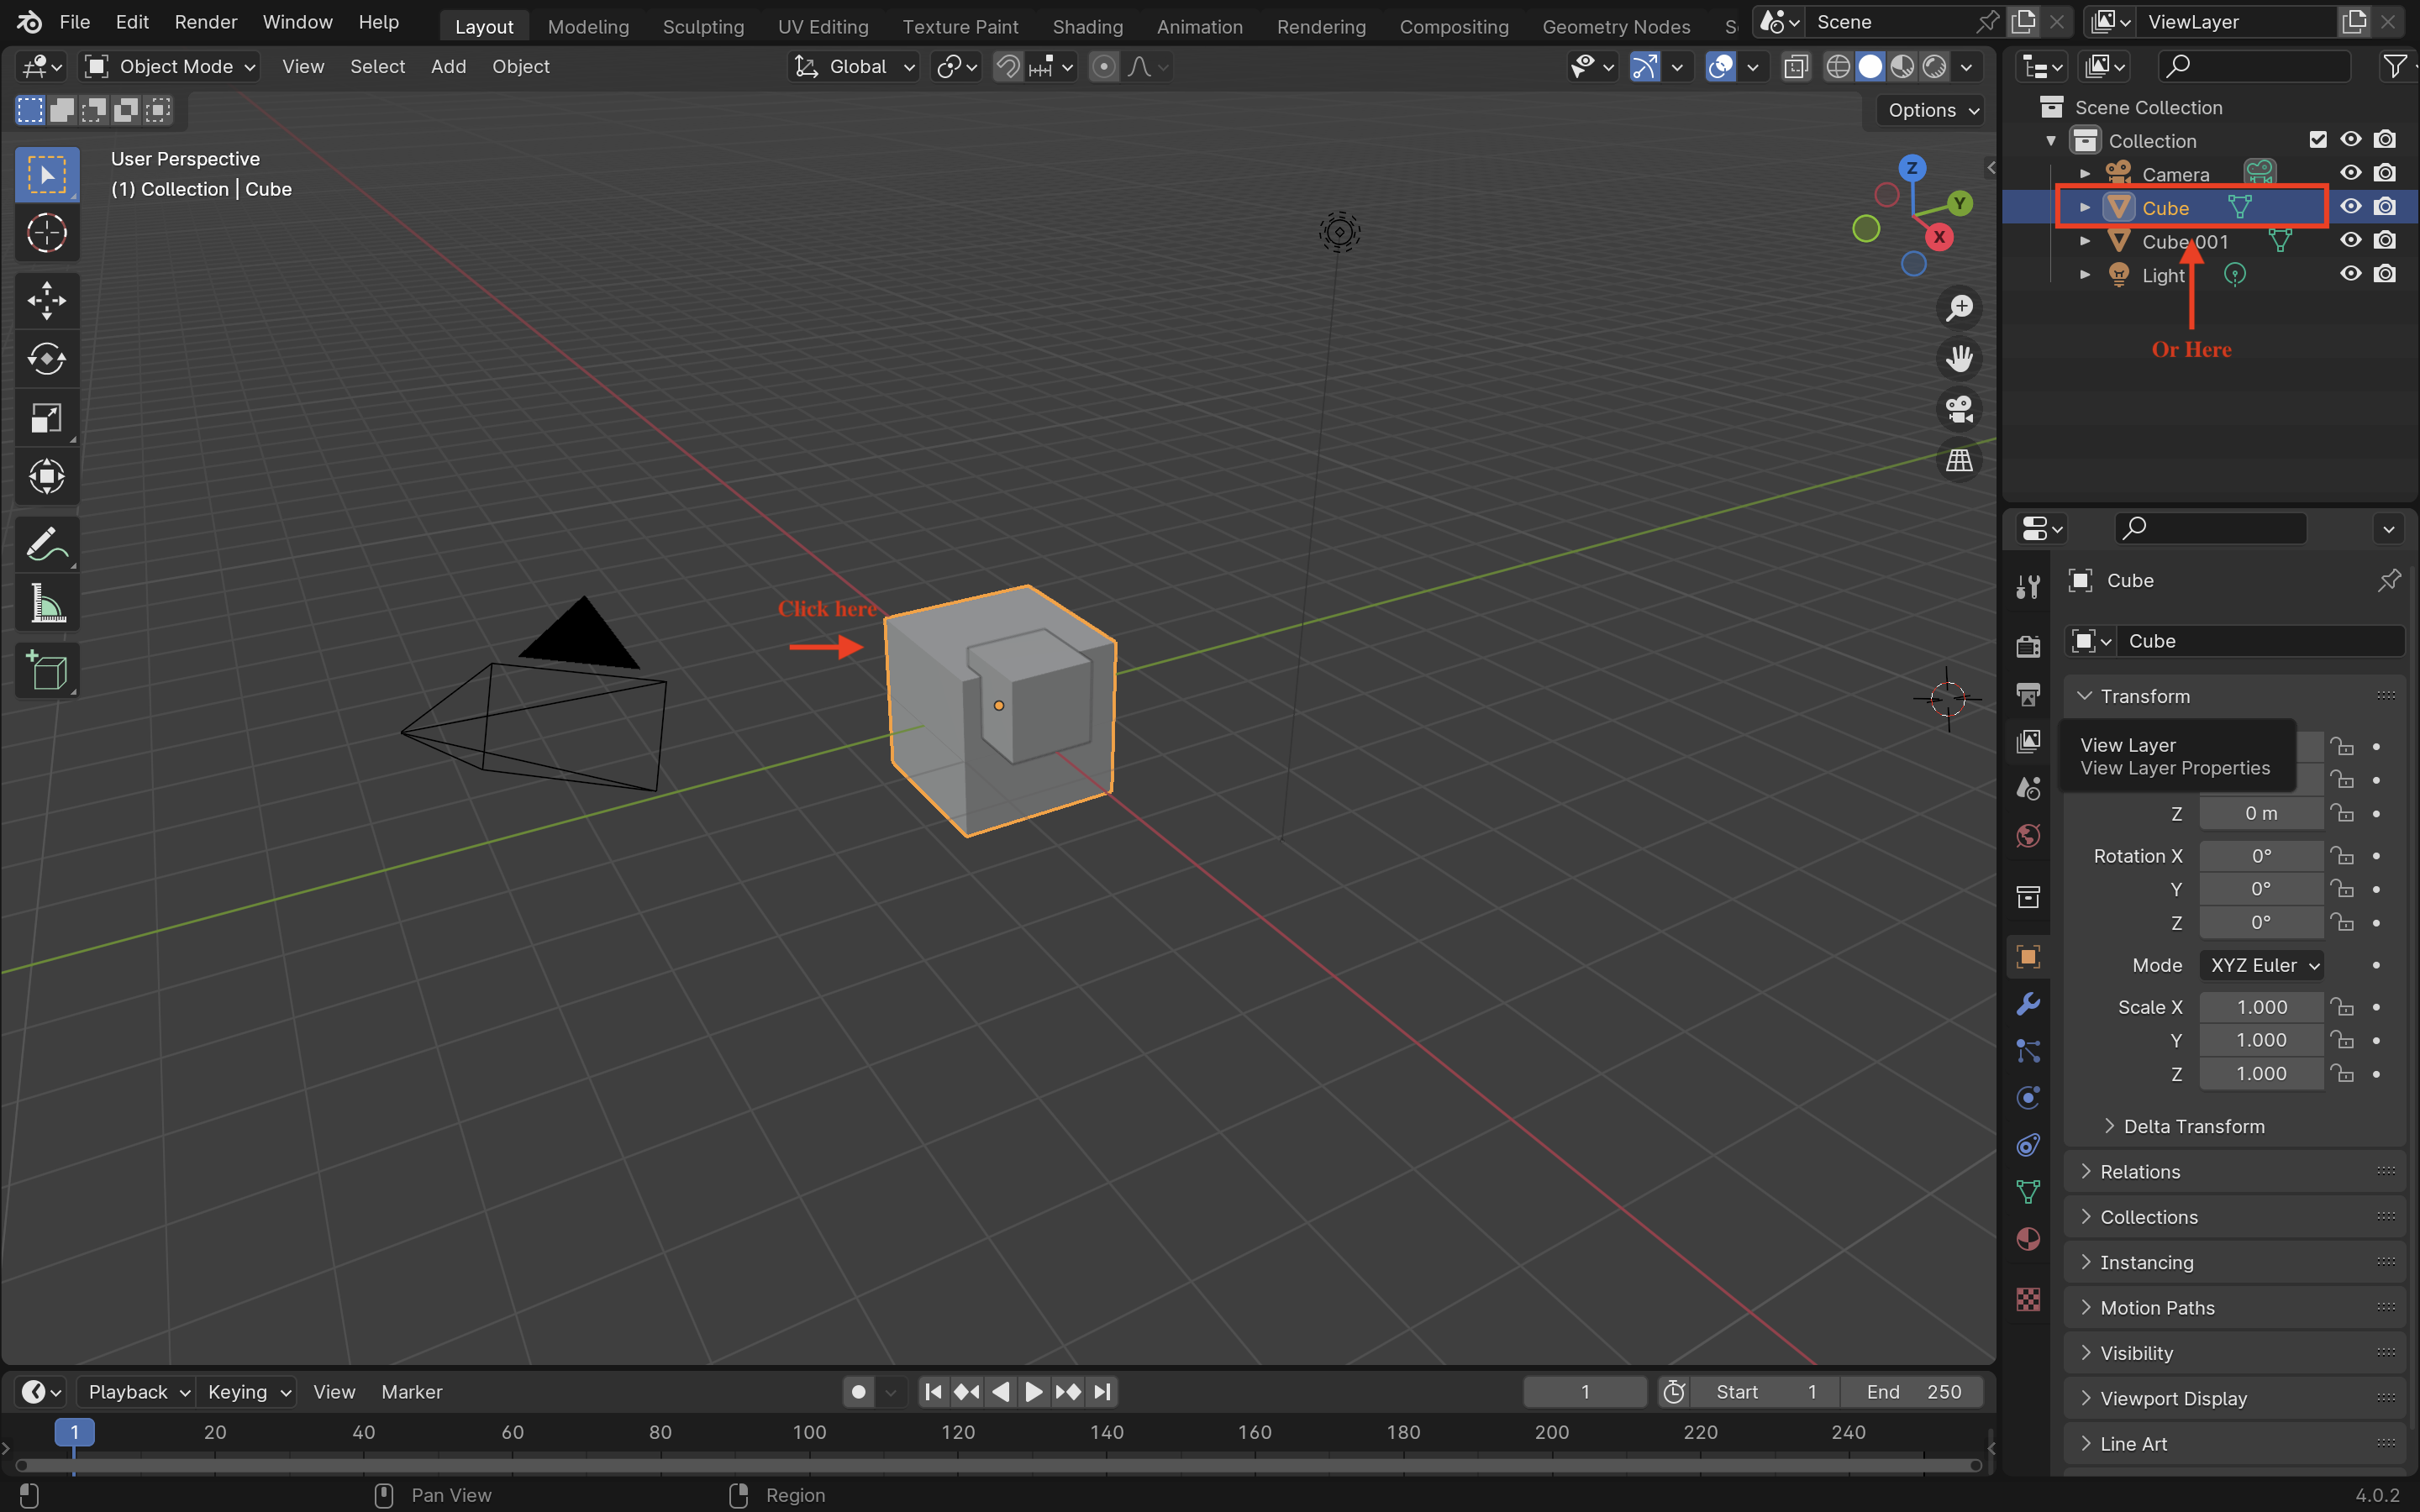 File Edit Render Window Help Layout Modeling Sculpting UV Editing Texture Paint Shading Animation Rendering Compositing Geometry Nodes Scene ViewLayer
Object Mode View Select Add Object Global
Options
User Perspective
(1) Collection | Cube
Z
Y
X
Click here
Scene Collection
Collection
Camera
Cube
Cube.001
Light
Or Here
Cube
Cube
Transform
View Layer
View Layer Properties
Z 0 m
Rotation X 0°
Y 0°
Z 0°
Mode XYZ Euler
Scale X 1.000
Y 1.000
Z 1.000
Delta Transform
Relations
Collections
Instancing
Motion Paths
Visibility
Viewport Display
Line Art
Playback Keying View Marker 1 Start 1 End 250
1 20 40 60 80 100 120 140 160 180 200 220 240
Pan View Region 4.0.2